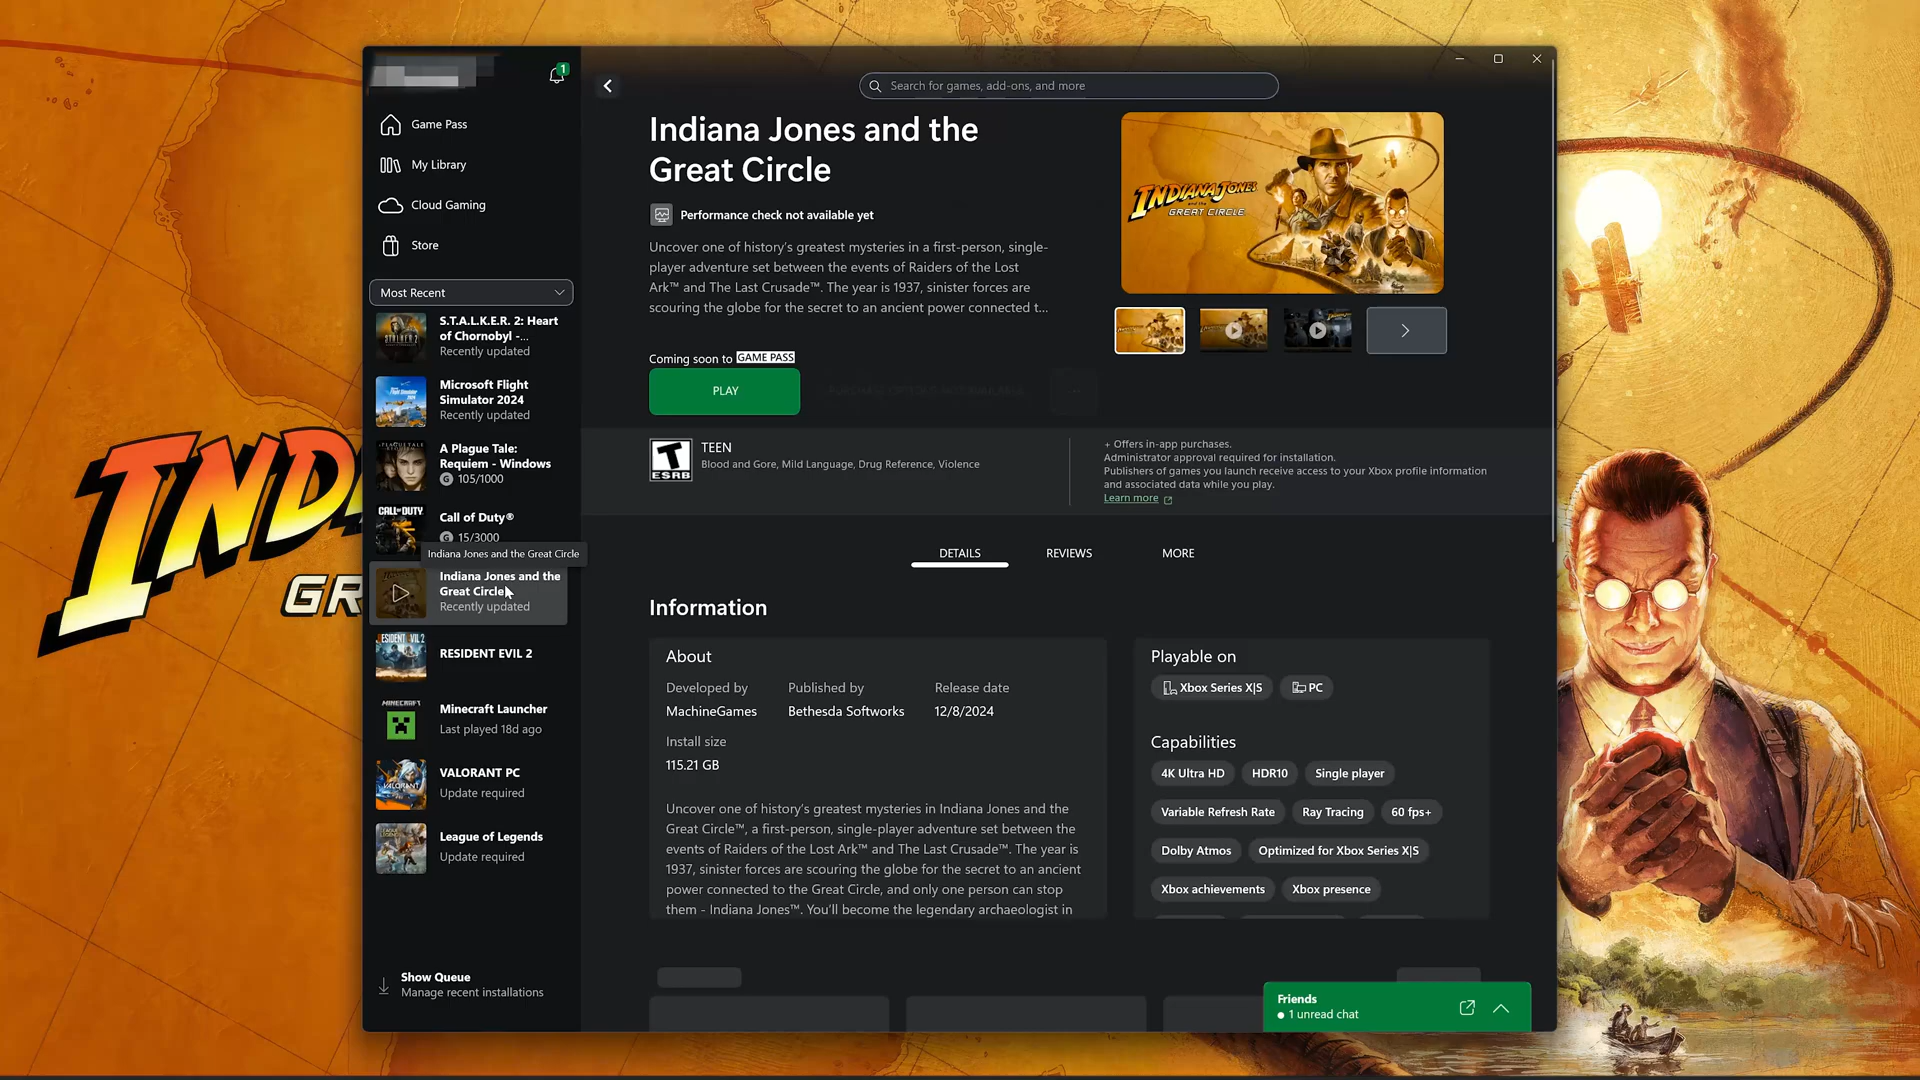 1
Game Pass
My Library
Cloud Gaming
Store
Most Recent
S.T.A.L.K.E.R. 2: Heart
of Chornobyl -...
Recently updated
Microsoft Flight
Simulator 2024
Recently updated
A Plague Tale:
Requiem - Windows
G 105/1000
CALL OF DUTY
Call of Duty®
G 15/3000
Indiana Jones and the Great Circle
Indiana Jones and the
Great Circle
Recently updated
RESIDENT EVIL 2
MINECRAFT
Minecraft Launcher
Last played 18d ago
VALORANT
VALORANT PC
Update required
League of Legends
Update required
Show Queue
Manage recent installations
Search for games, add-ons, and more
Indiana Jones and the
Great Circle
Performance check not available yet
Uncover one of history's greatest mysteries in a first-person, single-
player adventure set between the events of Raiders of the Lost
Ark™ and The Last Crusade™. The year is 1937, sinister forces are
scouring the globe for the secret to an ancient power connected t...
Coming soon to GAME PASS
PLAY
INDIANA JONES
and the
GREAT CIRCLE
T
ESRB
TEEN
Blood and Gore, Mild Language, Drug Reference, Violence
+ Offers in-app purchases.
Administrator approval required for installation.
Publishers of games you launch receive access to your Xbox profile information
and associated data while you play.
Learn more
DETAILS
REVIEWS
MORE
Information
About
Developed by
MachineGames
Published by
Bethesda Softworks
Release date
12/8/2024
Install size
115.21 GB
Uncover one of history's greatest mysteries in Indiana Jones and the
Great Circle™, a first-person, single-player adventure set between the
events of Raiders of the Lost Ark™ and The Last Crusade™. The year is
1937, sinister forces are scouring the globe for the secret to an ancient
power connected to the Great Circle, and only one person can stop
them - Indiana Jones™. You'll become the legendary archaeologist in
Playable on
Xbox Series X|S
PC
Capabilities
4K Ultra HD
HDR10
Single player
Variable Refresh Rate
Ray Tracing
60 fps+
Dolby Atmos
Optimized for Xbox Series X|S
Xbox achievements
Xbox presence
Friends
1 unread chat
IND
GR